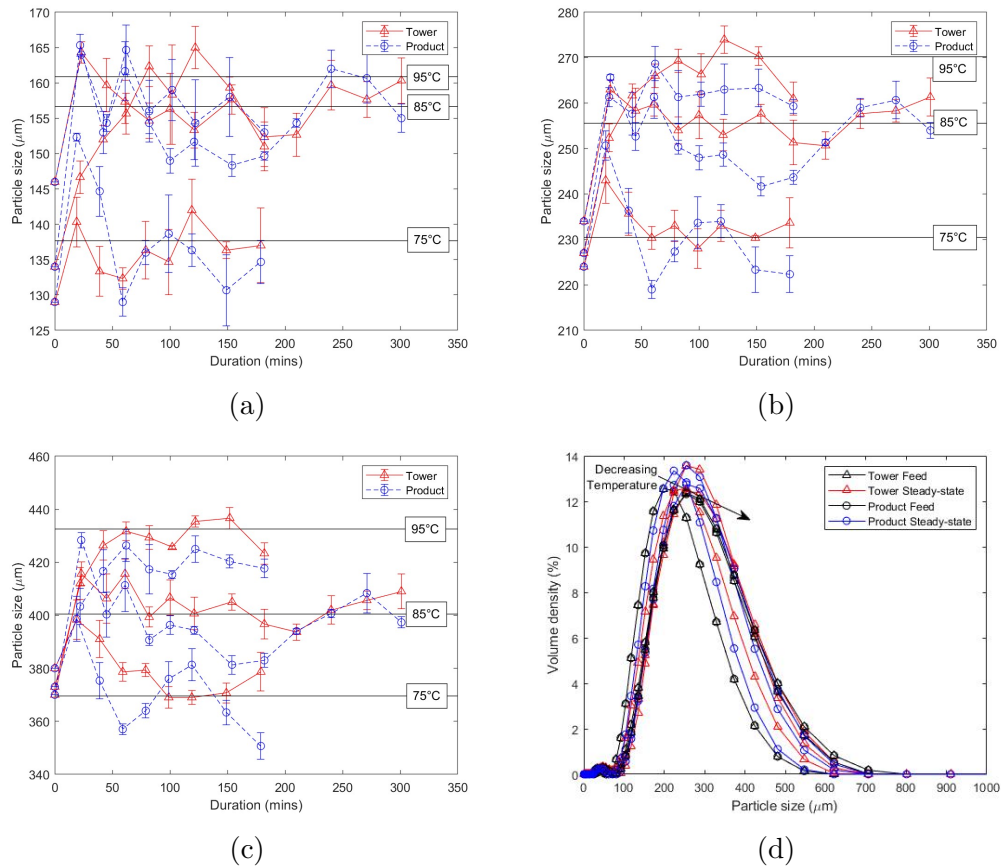 165
160
155
150
145
140
135
130
125
0 50 100 150 200 250 300 350
Particle size (μm)
Duration (mins)
Tower
Product
95°C
85°C
75°C
(a)
280
270
260
250
240
230
220
210
0 50 100 150 200 250 300 350
Particle size (μm)
Duration (mins)
Tower
Product
95°C
85°C
75°C
(b)
460
440
420
400
380
360
340
0 50 100 150 200 250 300 350
Particle size (μm)
Duration (mins)
Tower
Product
95°C
85°C
75°C
(c)
14
12
10
8
6
4
2
0
0 100 200 300 400 500 600 700 800 900 1000
Volume density (%)
Particle size (μm)
Decreasing
Temperature
Tower Feed
Tower Steady-state
Product Feed
Product Steady-state
(d)